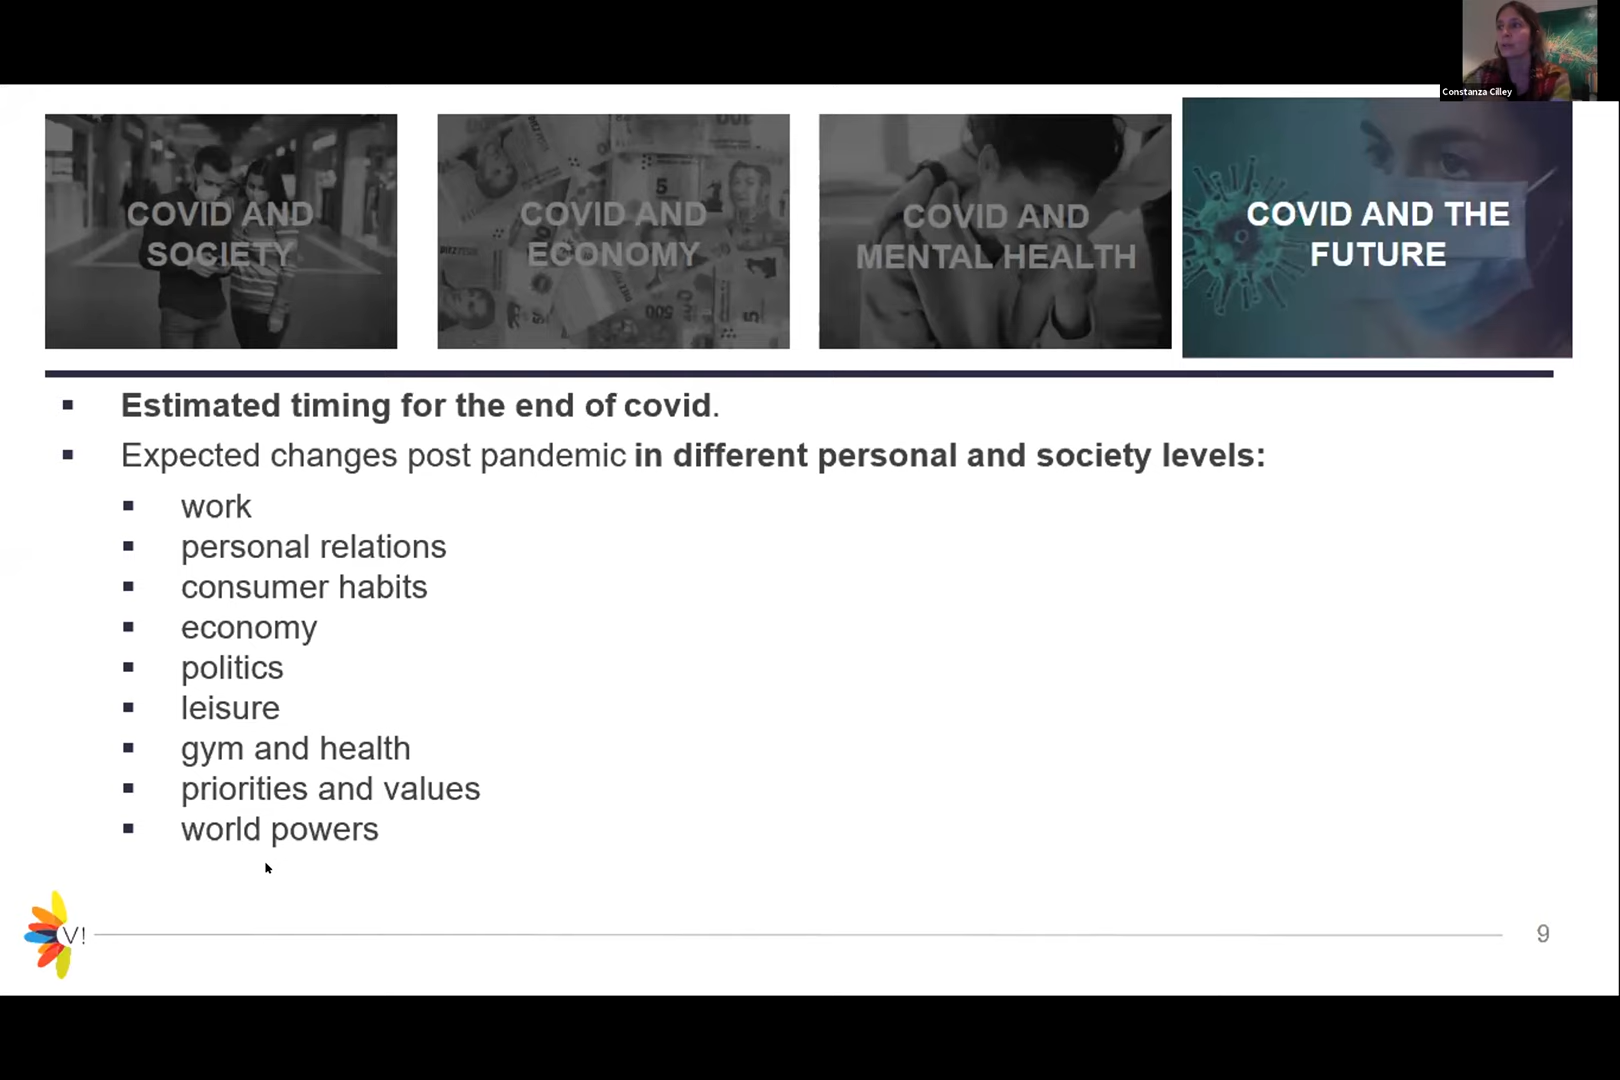 Constanza Cilley
COVID AND
SOCIETY
COVID AND
ECONOMY
COVID AND
MENTAL HEALTH
COVID AND THE
FUTURE
Estimated timing for the end of covid.
Expected changes post pandemic in different personal and society levels:
work
personal relations
consumer habits
economy
politics
leisure
gym and health
priorities and values
world powers
V!
9